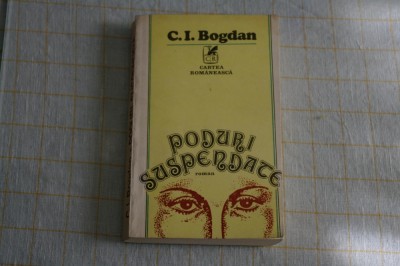 C. I. Bogdan
CARTEA
ROMÂNEASCĂ
PODURI
SUSPENDATE
roman